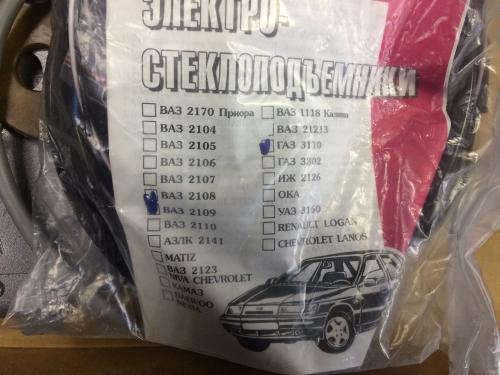 ЭЛЕКТРО-
СТЕКЛОПОДЪЕМНИКИ
ВАЗ 2170 Приора
ВАЗ 2104
ВАЗ 2105
ВАЗ 2106
ВАЗ 2107
ВАЗ 2108
ВАЗ 2109
ВАЗ 2110
АЗЛК 2141
MATIZ
ВАЗ 2123
NIVA CHEVROLET
КАМАЗ
DAEWOO
NEXIA
ВАЗ 1118 Калина
ВАЗ 21213
ГАЗ 3110
ГАЗ 3302
ИЖ 2126
ОКА
УАЗ 3160
RENAULT LOGAN
CHEVROLET LANOS